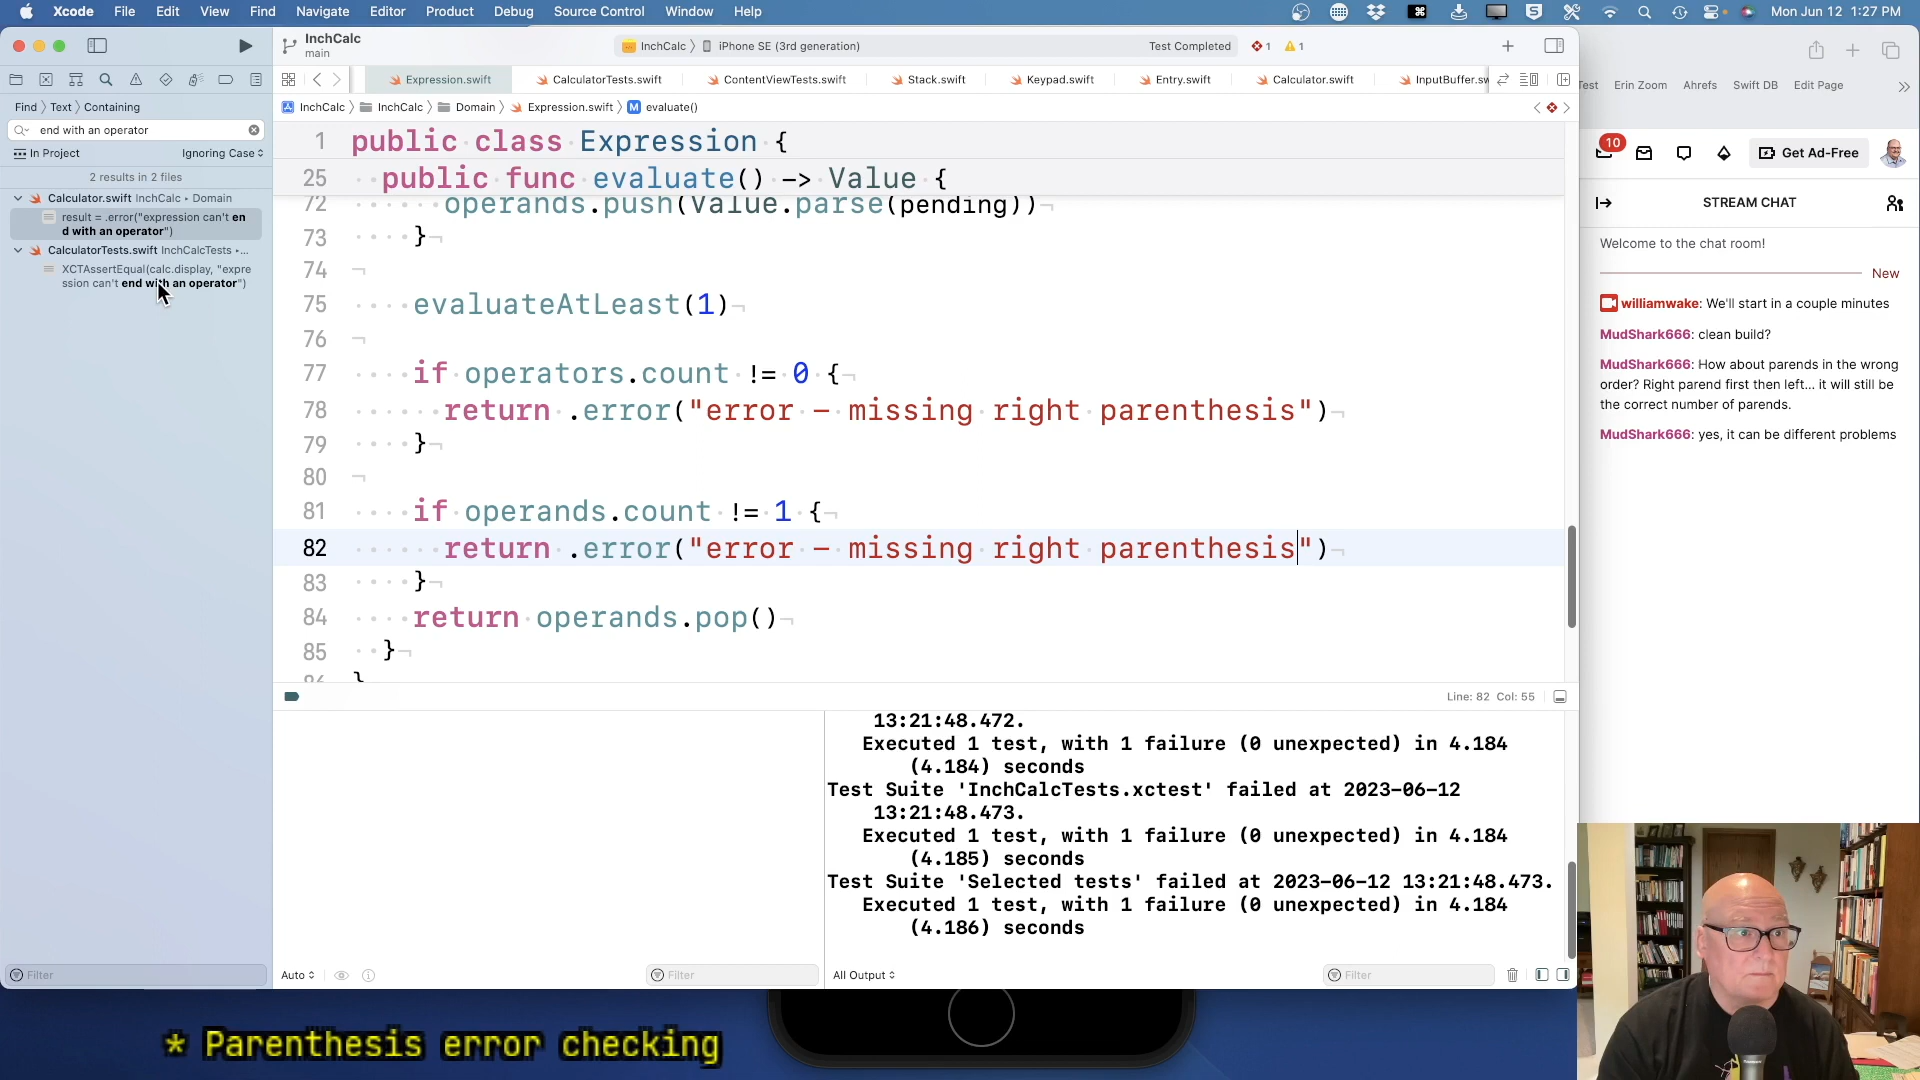 Xcode File Edit View Find Navigate Editor Product Debug Source Control Window Help Mon Jun 12 1:27 PM
InchCalc
main
InchCalc iPhone SE (3rd generation) Test Completed 1 1
Expression.swift CalculatorTests.swift ContentViewTests.swift Stack.swift Keypad.swift Entry.swift Calculator.swift InputBuffer.sw
Find Text Containing
InchCalc InchCalc Domain Expression.swift M evaluate()
end with an operator
In Project Ignoring Case
2 results in 2 files
Calculator.swift InchCalc • Domain
result = .error("expression can't en
d with an operator")
CalculatorTests.swift InchCalcTests •...
XCTAssertEqual(calc.display, "expre
ssion can't end with an operator")
Filter
1 public class Expression {
25 public func evaluate() -> Value {
72 operands.push(Value.parse(pending))
73 }
74
75 evaluateAtLeast(1)
76
77 if operators.count != 0 {
78 return .error("error – missing right parenthesis")
79 }
80
81 if operands.count != 1 {
82 return .error("error – missing right parenthesis")
83 }
84 return operands.pop()
85 }
86 }
Line: 82 Col: 55
13:21:48.472.
Executed 1 test, with 1 failure (0 unexpected) in 4.184
(4.184) seconds
Test Suite 'InchCalcTests.xctest' failed at 2023-06-12
13:21:48.473.
Executed 1 test, with 1 failure (0 unexpected) in 4.184
(4.185) seconds
Test Suite 'Selected tests' failed at 2023-06-12 13:21:48.473.
Executed 1 test, with 1 failure (0 unexpected) in 4.184
(4.186) seconds
Auto Filter All Output Filter
* Parenthesis error checking
Test Erin Zoom Ahrefs Swift DB Edit Page
10 Get Ad-Free
STREAM CHAT
Welcome to the chat room!
New
williamwake: We'll start in a couple minutes
MudShark666: clean build?
MudShark666: How about parends in the wrong
order? Right parend first then left... it will still be
the correct number of parends.
MudShark666: yes, it can be different problems